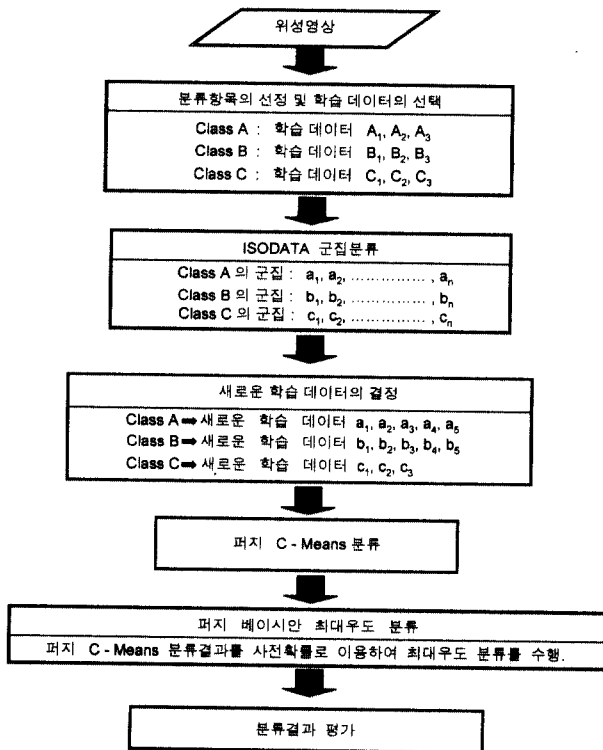 위성영상
분류항목의 선정 및 학습 데이터의 선택
Class A : 학습 데이터 A₁, A₂, A₃
Class B : 학습 데이터 B₁, B₂, B₃
Class C : 학습 데이터 C₁, C₂, C₃
ISODATA 군집분류
Class A 의 군집 : a₁, a₂, ............... , aₙ
Class B 의 군집 : b₁, b₂, ............... , bₙ
Class C 의 군집 : c₁, c₂, ............... , cₙ
새로운 학습 데이터의 결정
Class A ➡ 새로운 학습 데이터 a₁, a₂, a₃, a₄, a₅
Class B ➡ 새로운 학습 데이터 b₁, b₂, b₃, b₄, b₅
Class C ➡ 새로운 학습 데이터 c₁, c₂, c₃
퍼지 C - Means 분류
퍼지 베이시안 최대우도 분류
퍼지 C - Means 분류결과를 사전확률로 이용하여 최대우도 분류를 수행.
분류결과 평가